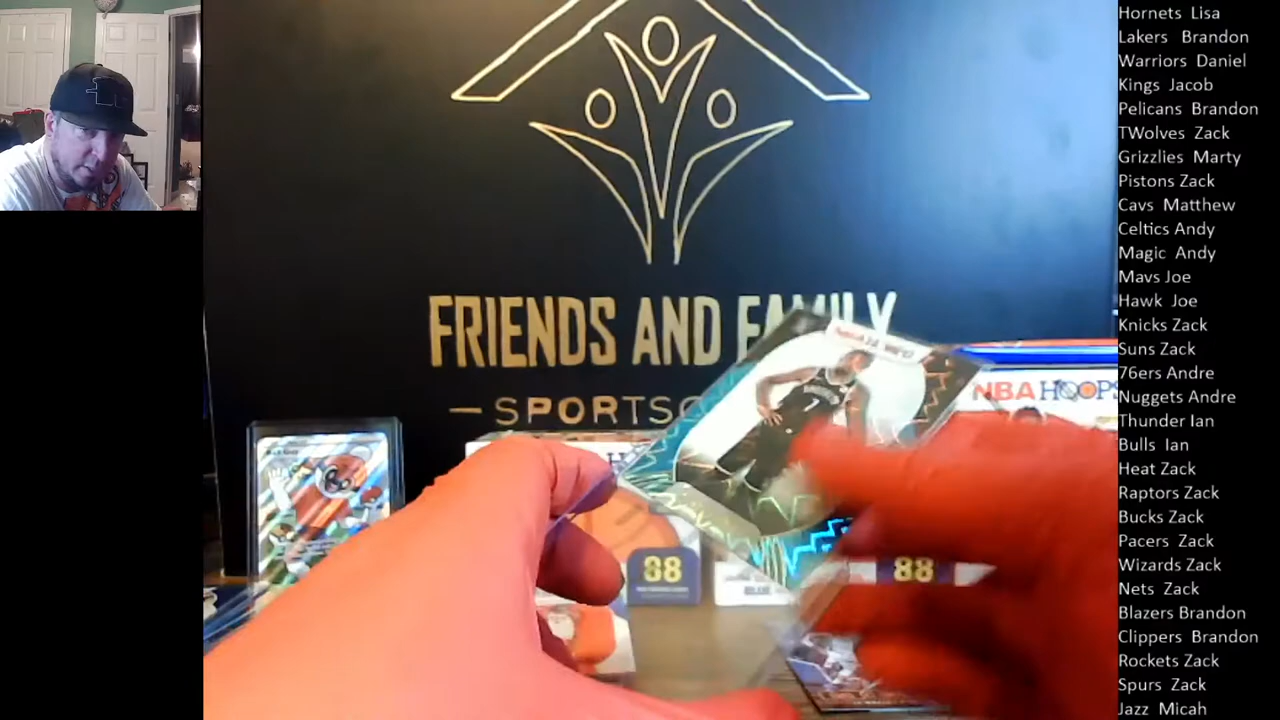 FRIENDS AND FAMILY
SPORTSC
NBA HOOPS
7
88
88
BLUE
Hornets Lisa
Lakers Brandon
Warriors Daniel
Kings Jacob
Pelicans Brandon
TWolves Zack
Grizzlies Marty
Pistons Zack
Cavs Matthew
Celtics Andy
Magic Andy
Mavs Joe
Hawk Joe
Knicks Zack
Suns Zack
76ers Andre
Nuggets Andre
Thunder Ian
Bulls Ian
Heat Zack
Raptors Zack
Bucks Zack
Pacers Zack
Wizards Zack
Nets Zack
Blazers Brandon
Clippers Brandon
Rockets Zack
Spurs Zack
Jazz Micah